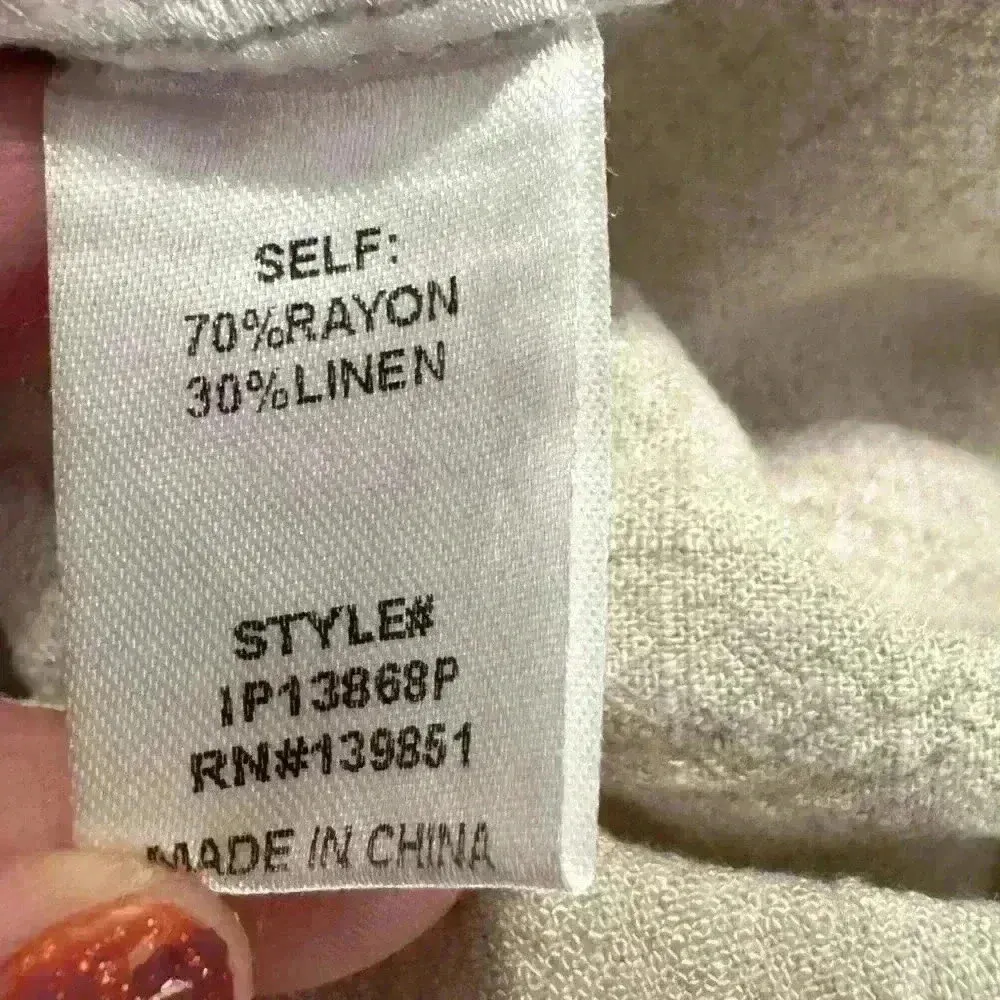 SELF:
70%RAYON
30%LINEN
STYLE#
IP13868P
RN#139851
MADE IN CHINA